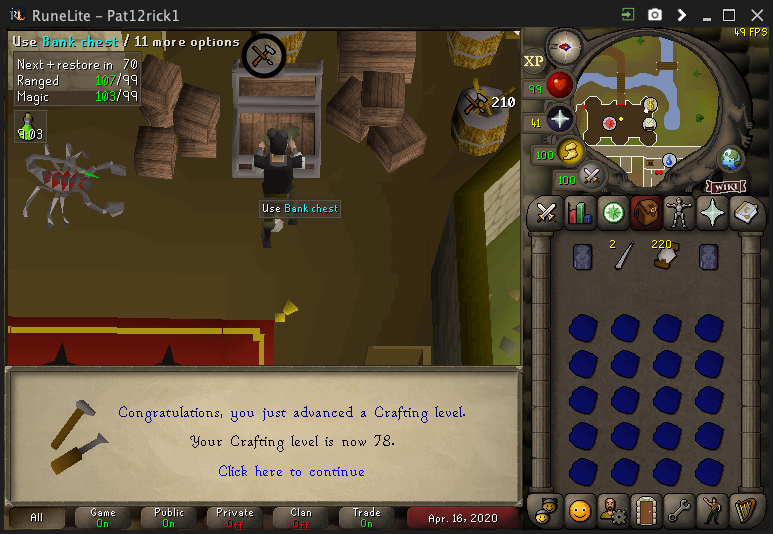 RuneLite - Pat12rick1
Use Bank chest / 11 more options
49 FPS
Next + restore in 70
Ranged 107/99
Magic 103/99
9:03
210
XP
99
41
100
100
WIKI
Use Bank chest
2
220
Congratulations, you just advanced a Crafting level.
Your Crafting level is now 78.
Click here to continue
All
Game
On
Public
On
Private
Off
Clan
Off
Trade
On
Apr. 16, 2020